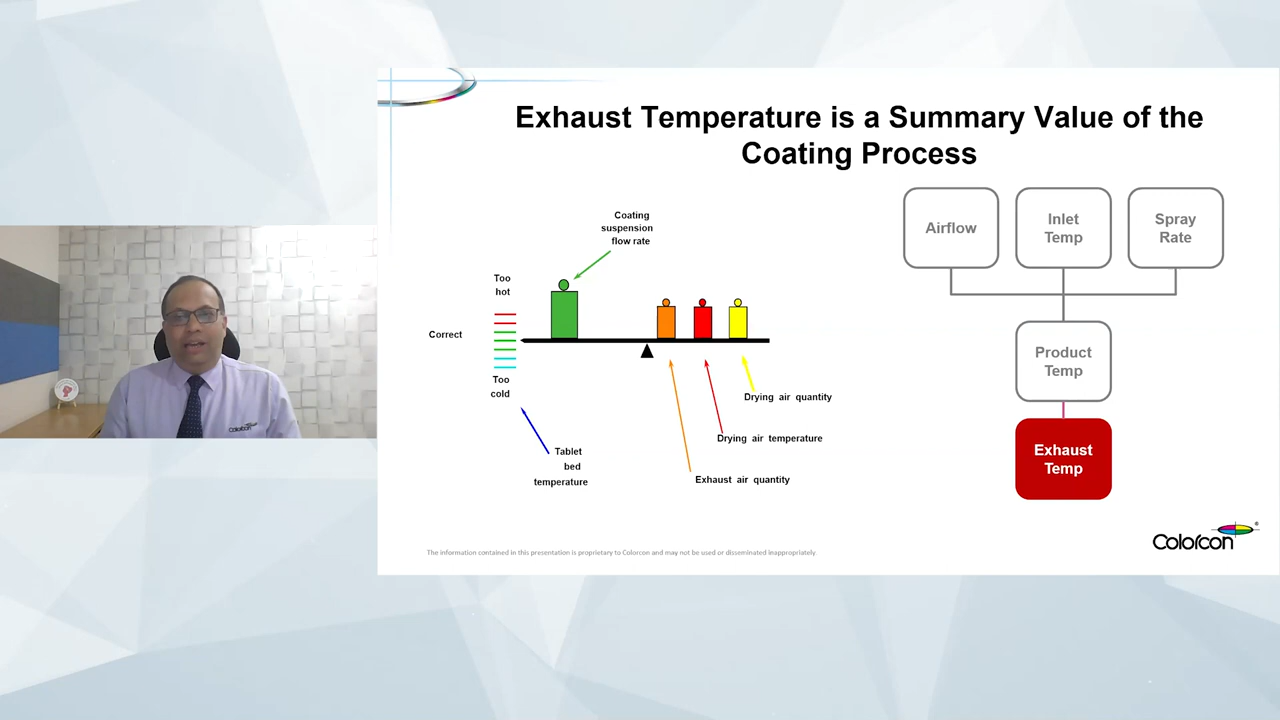 Exhaust Temperature is a Summary Value of the
Coating Process
Coating
suspension
flow rate
Too
hot
Correct
Too
cold
Tablet
bed
temperature
Drying air quantity
Drying air temperature
Exhaust air quantity
Airflow
Inlet
Temp
Spray
Rate
Product
Temp
Exhaust
Temp
The information contained in this presentation is proprietary to Colorcon and may not be used or disseminated inappropriately.
Colorcon
®
Colorcon